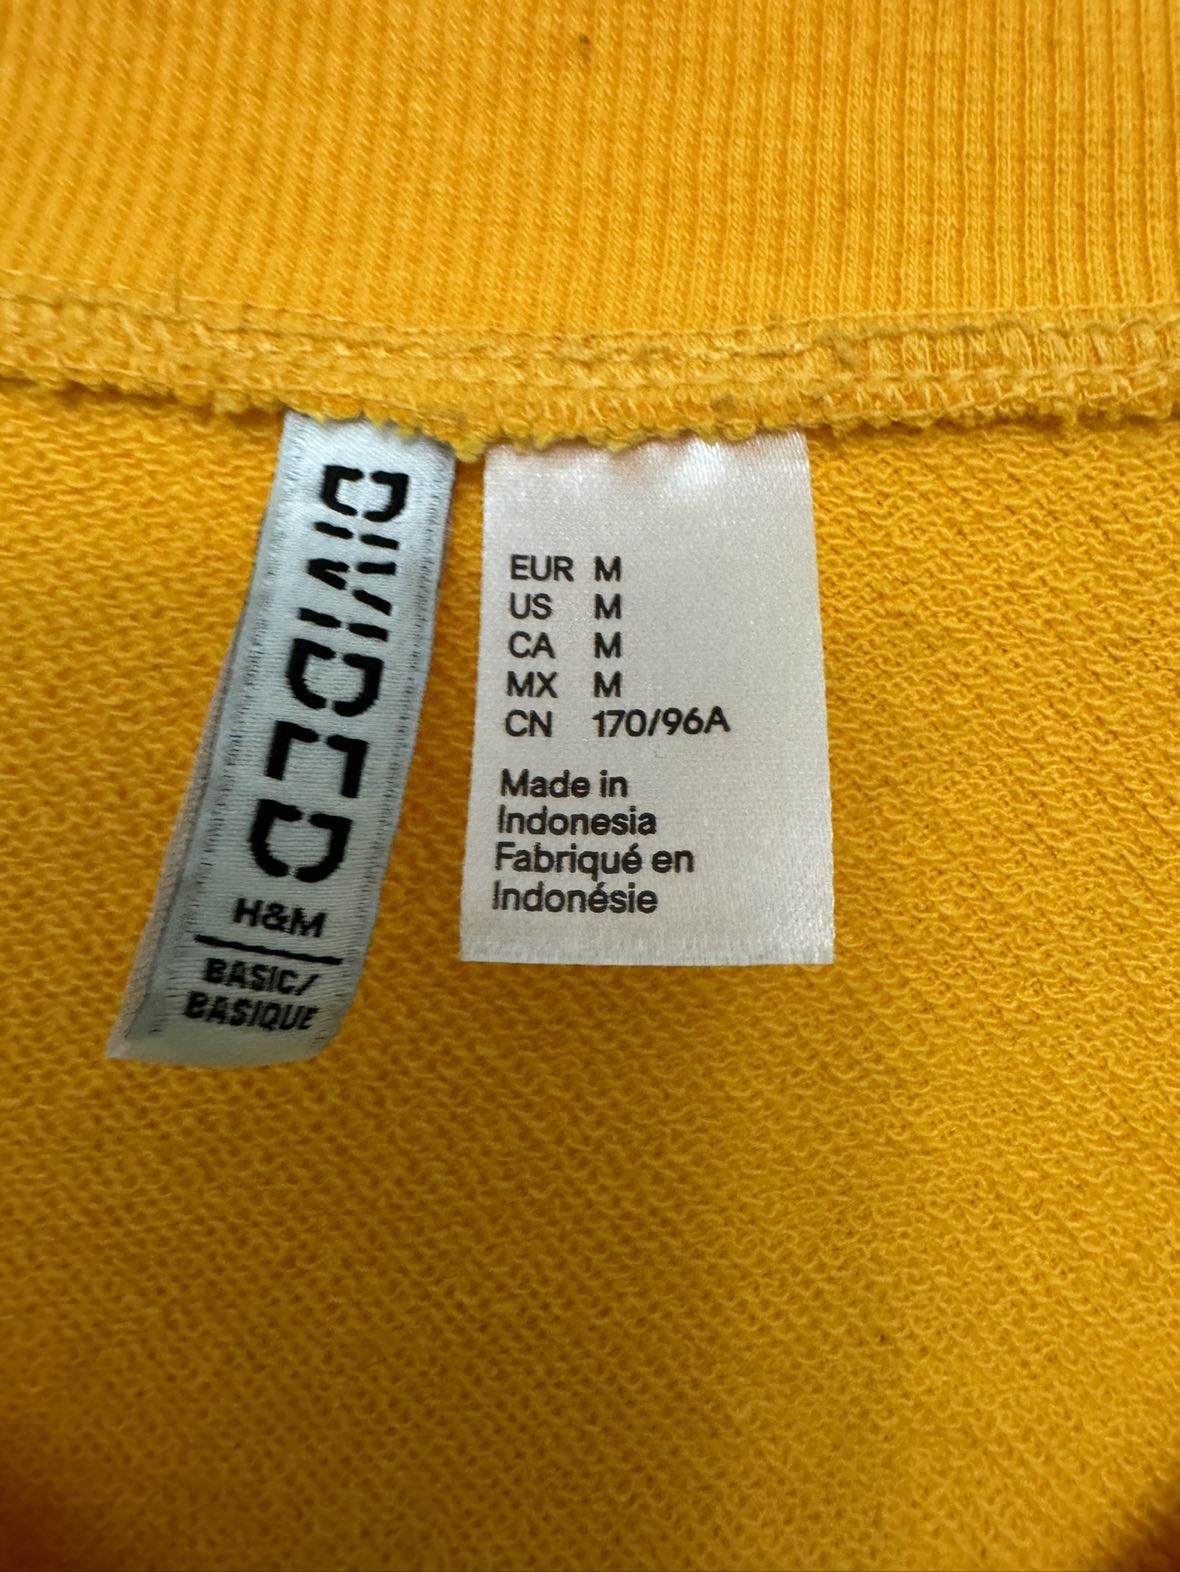 DIVIDED
H&M
BASIC/
BASIQUE
EUR M
US M
CA M
MX M
CN 170/96A
Made in
Indonesia
Fabriqué en
Indonésie